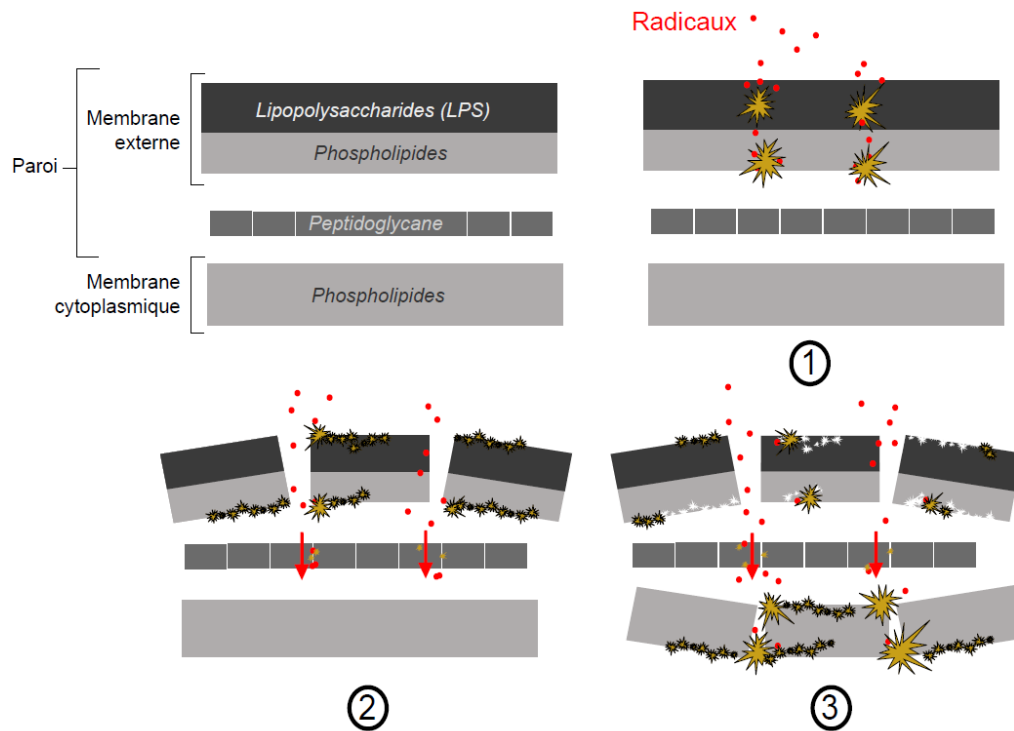 Radicaux
Paroi
Membrane
externe
Lipopolysaccharides (LPS)
Phospholipides
Peptidoglycane
Membrane
cytoplasmique
Phospholipides
1
2
3